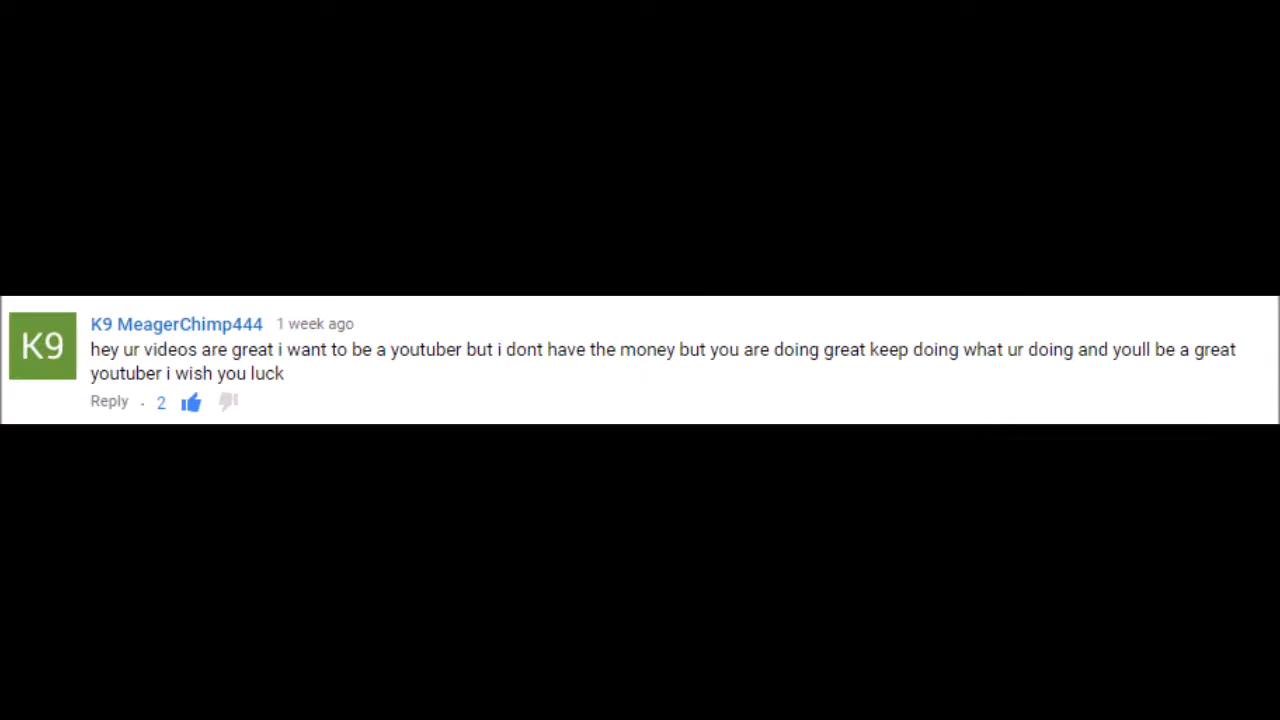 K9
K9 MeagerChimp444 1 week ago
hey ur videos are great i want to be a youtuber but i dont have the money but you are doing great keep doing what ur doing and youll be a great
youtuber i wish you luck
Reply · 2